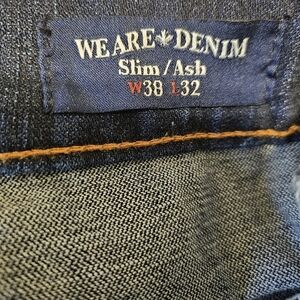 WE ARE DENIM
Slim / Ash
W38 L32